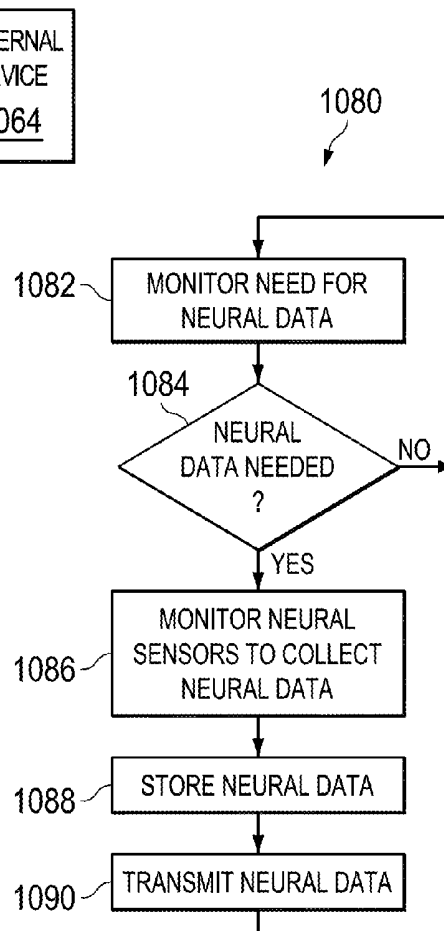 ERNAL
VICE
064
1080
1082
MONITOR NEED FOR
NEURAL DATA
1084
NEURAL
DATA NEEDED
?
NO
YES
1086
MONITOR NEURAL
SENSORS TO COLLECT
NEURAL DATA
1088
STORE NEURAL DATA
1090
TRANSMIT NEURAL DATA